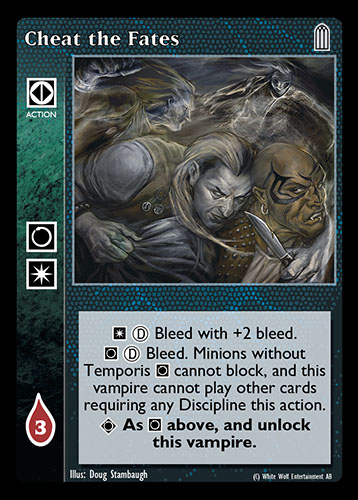 Cheat the Fates
ACTION
D Bleed with +2 bleed.
D Bleed. Minions without
Temporis cannot block, and this
vampire cannot play other cards
requiring any Discipline this action.
As above, and unlock
this vampire.
3
Illus: Doug Stambaugh
(C) White Wolf Entertainment AB